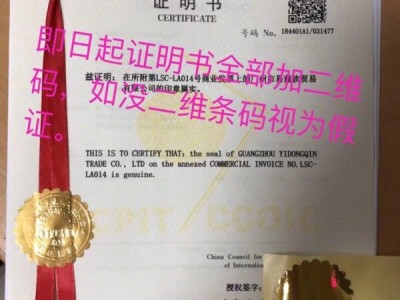 证明书
CERTIFICATE
号码 No. 184401A1/031477
即日起证明书全部加二维
码，如没二维条码视为假
证。
兹证明：在所附第LSC-LA014号商业发票上的广州
贸易
有限公司的印章属实。
THIS IS TO CERTIFY THAT: the seal of GUANGZHOU YIDONGQIN
TRADE CO., LTD on the annexed COMMERCIAL INVOICE NO.LSC-
LA014 is genuine.
China Council for
of Internationa
授权签字：